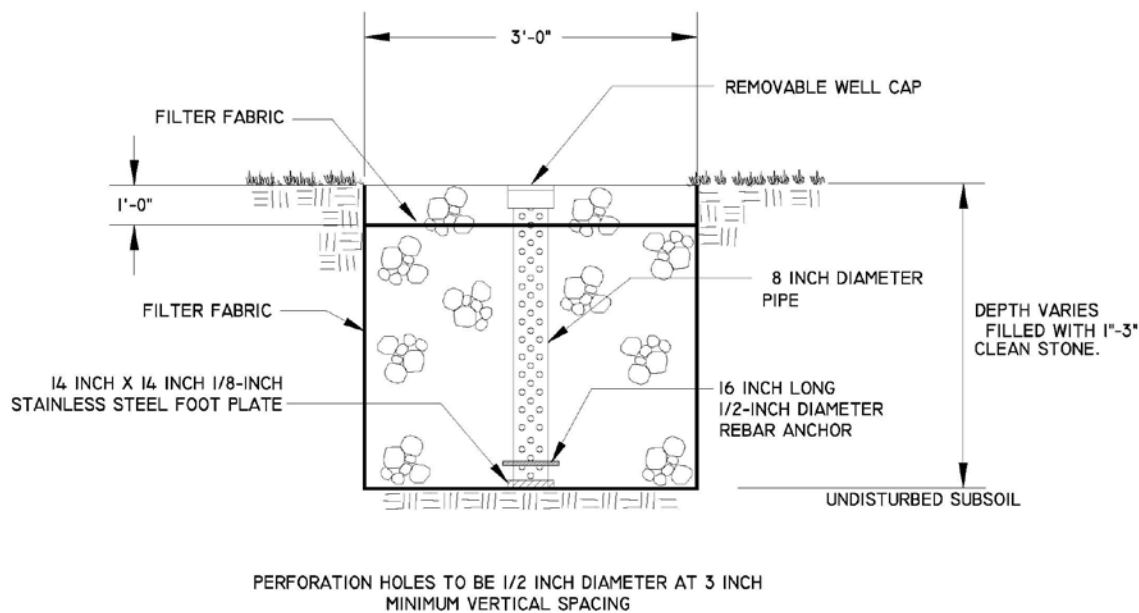 3'-0"
REMOVABLE WELL CAP
FILTER FABRIC
1'-0"
8 INCH DIAMETER
PIPE
FILTER FABRIC
DEPTH VARIES
FILLED WITH 1"-3"
CLEAN STONE.
14 INCH X 14 INCH 1/8-INCH
STAINLESS STEEL FOOT PLATE
16 INCH LONG
1/2-INCH DIAMETER
REBAR ANCHOR
UNDISTURBED SUBSOIL
PERFORATION HOLES TO BE 1/2 INCH DIAMETER AT 3 INCH
MINIMUM VERTICAL SPACING